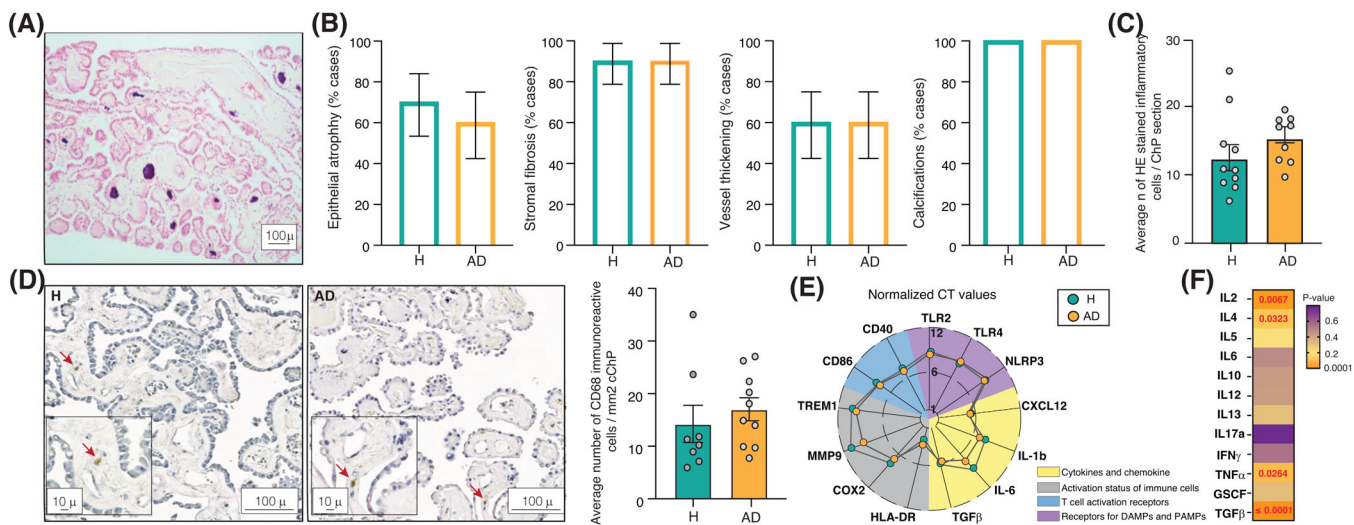 (A)
100μ
(B)
Epithelial atrophhy (% cases)
100
80
60
40
20
0
H
AD
Stromal fibrosis (% cases)
100
80
60
40
20
0
H
AD
Vessel thickening (% cases)
100
80
60
40
20
0
H
AD
Calcifications (% cases)
100
80
60
40
20
0
H
AD
(C)
Average n of HE stained inflammatory
cells / ChP section
30
20
10
0
H
AD
(D)
H
10 μ
100 μ
AD
10 μ
100 μ
Average number of CD68 immunoreactive
cells / mm2 cChP
40
30
20
10
0
H
AD
(E)
Normalized CT values
H
AD
TLR2
TLR4
NLRP3
CXCL12
IL-1b
IL-6
TGFβ
HLA-DR
COX2
MMP9
TREM1
CD86
CD40
12
6
1
Cytokines and chemokine
Activation status of immune cells
T cell activation receptors
Receptors for DAMPs and PAMPs
(F)
IL2
0.0067
IL4
0.0323
IL5
IL6
IL10
IL12
IL13
IL17a
IFNγ
TNFα
0.0264
GSCF
TGFβ
≤ 0.0001
P-value
0.6
0.4
0.2
0.0001